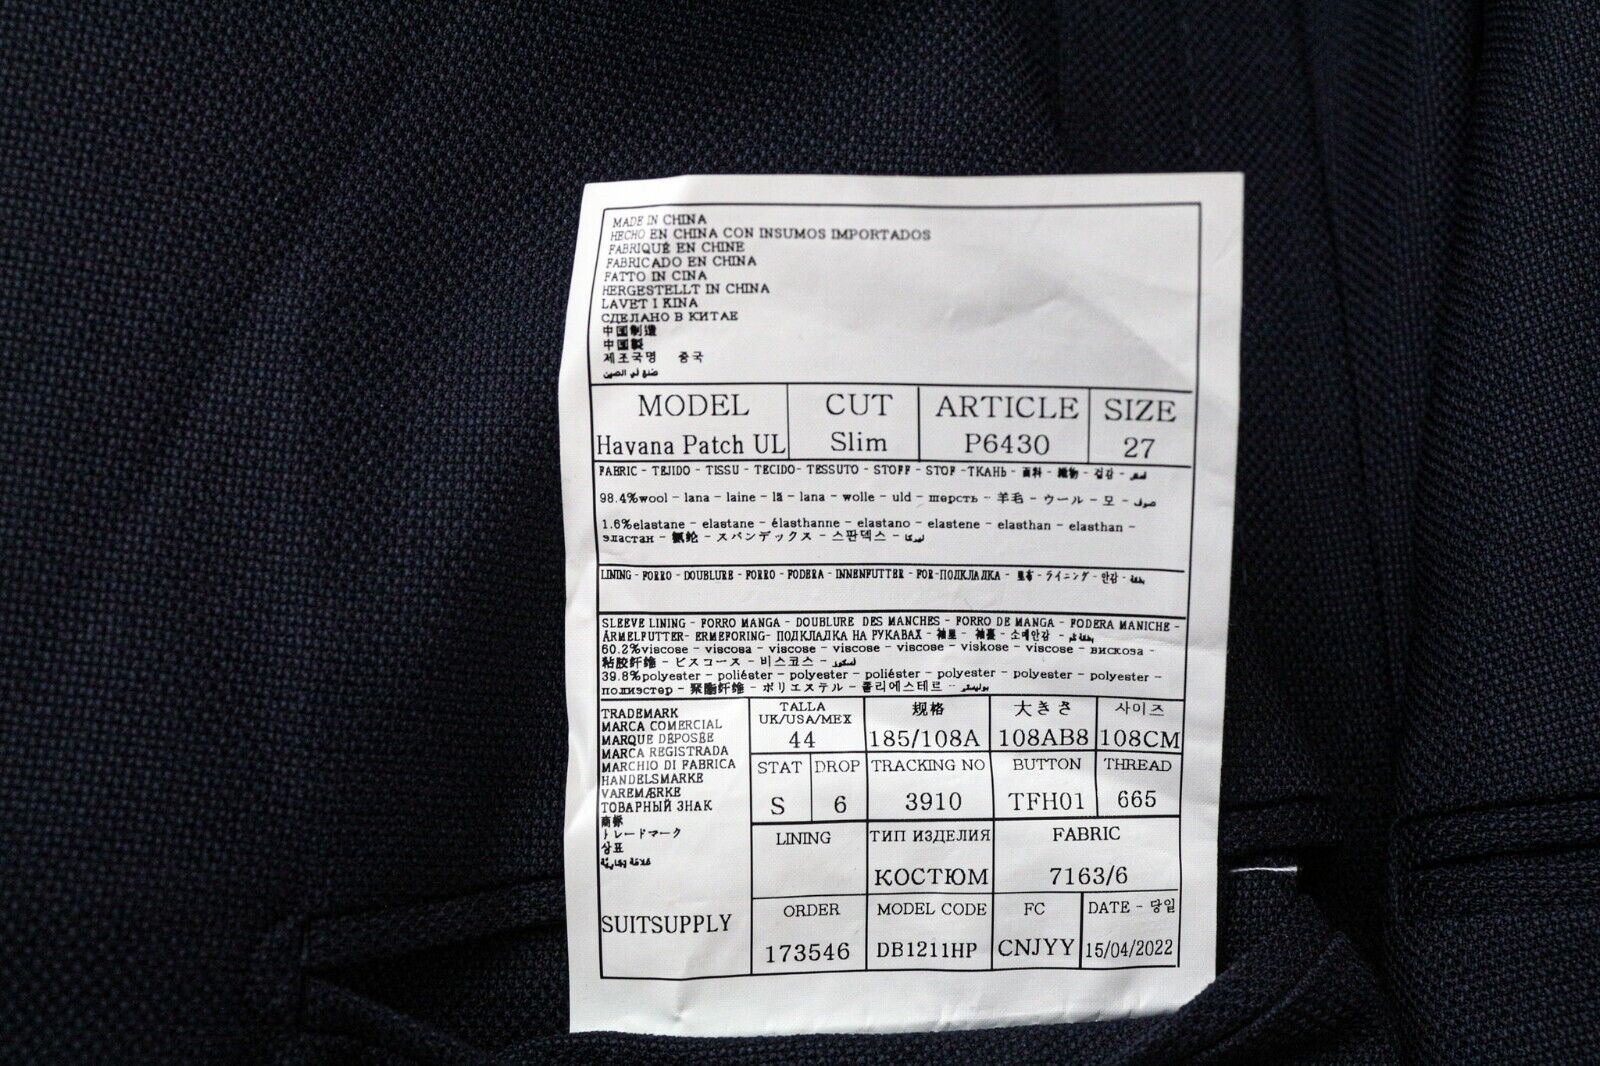 MADE IN CHINA
HECHO EN CHINA CON INSUMOS IMPORTADOS
FABRIQUÉ EN CHINE
FABRICADO EN CHINA
FATTO IN CINA
HERGESTELLT IN CHINA
LAVET I KINA
СДЕЛАНО В КИТАЕ
中国制造
中国製
제조국명 중국
صنع في الصين
MODEL CUT ARTICLE SIZE
Havana Patch UL Slim P6430 27
FABRIC - TEJIDO - TISSU - TECIDO- TESSUTO - STOFF - STOF -ТКАНЬ - 面料 - 織物 - 겉감 -
98.4%wool - lana - laine - lã - lana - wolle - uld - шерсть - 羊毛 - ウール - 모 - صوف
1.6%elastane - elastane - élasthanne - elastano - elastene - elasthan - elasthan -
эластан - 氨纶 - スパンデックス - 스판덱스 - ليكرا
LINING - FORRO - DOUBLURE - FORRO - FODERA - INNENFUTTER - FOR-ПОДКЛАДКА - 里布 - ライニング - 안감 - بطانة
SLEEVE LINING - FORRO MANGA - DOUBLURE DES MANCHES - FORRO DE MANGA - FODERA MANICHE -
ÄRMELFUTTER- ERMEFORING- ПОДКЛАДКА НА РУКАВАХ - 袖里 - 袖裏 - 소매안감 -
60.2%viscose - viscosa - viscose - viscose - viscose - viskose - viscose - вискоза -
粘胶纤维 - ビスコース - 비스코스 -
39.8%polyester - poliéster - polyester - poliéster - polyester - polyester - polyester -
полиэстер - 聚酯纤维 - ポリエステル - 폴리에스테르 - بوليستر
TRADEMARK
MARCA COMERCIAL
MARQUE DÉPOSÉE
MARCA REGISTRADA
MARCHIO DI FABRICA
HANDELSMARKE
VAREMÆRKE
ТОВАРНЫЙ ЗНАК
商标
トレードマーク
상표
علامة تجارية
SUITSUPPLY
TALLA 规格 大きさ 사이즈
UK/USA/MEX
44 185/108A 108AB8 108CM
STAT DROP TRACKING NO BUTTON THREAD
S 6 3910 TFH01 665
LINING ТИП ИЗДЕЛИЯ FABRIC
КОСТЮМ 7163/6
ORDER MODEL CODE FC DATE - 당일
173546 DB1211HP CNJYY 15/04/2022